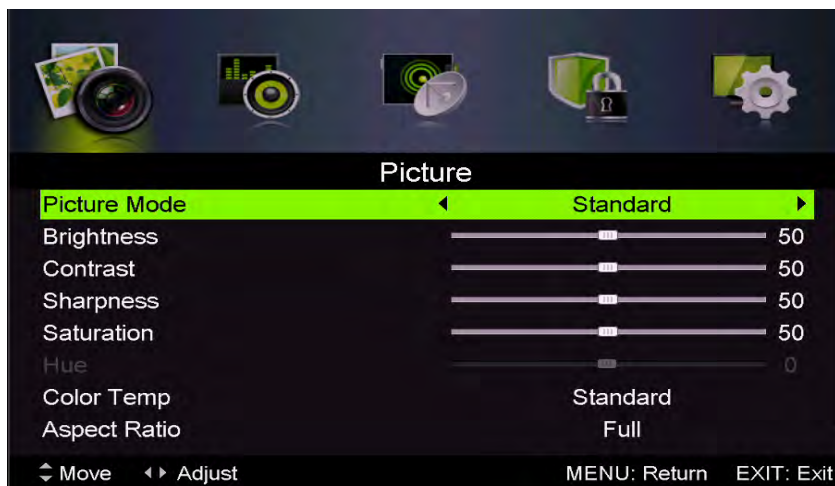 Picture
Picture Mode Standard
Brightness 50
Contrast 50
Sharpness 50
Saturation 50
Hue 0
Color Temp Standard
Aspect Ratio Full
Move Adjust MENU: Return EXIT: Exit